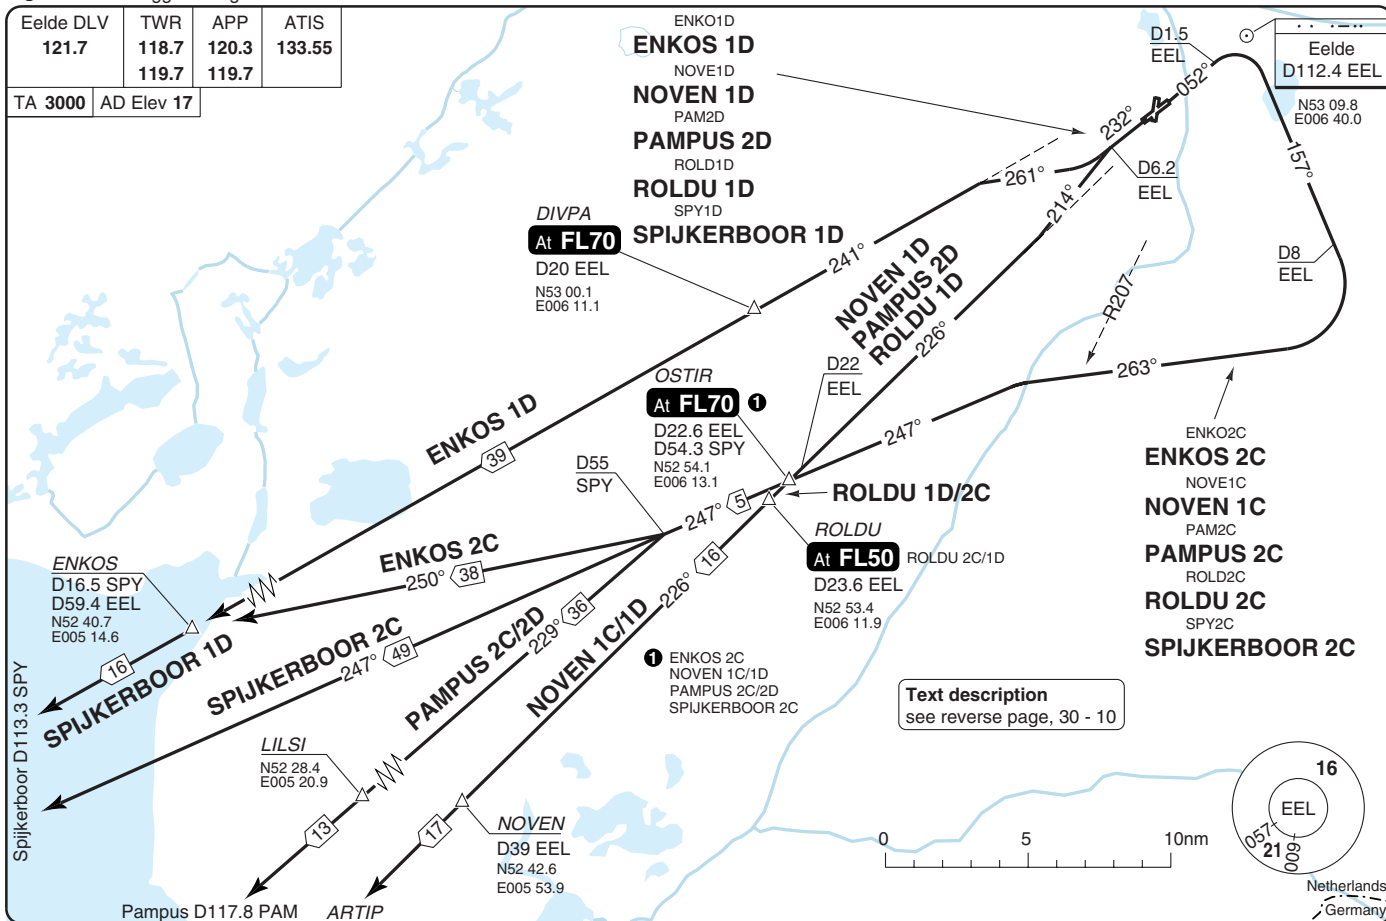 Eelde DLV
121.7
TWR
118.7
119.7
APP
120.3
119.7
ATIS
133.55
TA 3000
AD Elev 17
ENKO1D
ENKOS 1D
NOVE1D
NOVEN 1D
PAM2D
PAMPUS 2D
ROLD1D
ROLDU 1D
SPY1D
SPIJKERBOOR 1D
D1.5
EEL
Eelde
D112.4 EEL
N53 09.8
E006 40.0
052°
232°
157°
D6.2
EEL
261°
214°
DIVPA
At FL70
D20 EEL
N53 00.1
E006 11.1
241°
NOVEN 1D
PAMPUS 2D
ROLDU 1D
226°
D8
EEL
R207
263°
D22
EEL
OSTIR
At FL70 1
D22.6 EEL
D54.3 SPY
N52 54.1
E006 13.1
247°
ENKOS 1D
39
D55
SPY
247° 5
ROLDU 1D/2C
ROLDU
At FL50 ROLDU 2C/1D
D23.6 EEL
N52 53.4
E006 11.9
ENKO2C
ENKOS 2C
NOVE1C
NOVEN 1C
PAM2C
PAMPUS 2C
ROLD2C
ROLDU 2C
SPY2C
SPIJKERBOOR 2C
ENKOS 2C
250° 38
ENKOS
D16.5 SPY
D59.4 EEL
N52 40.7
E005 14.6
16
SPIJKERBOOR 1D
SPIJKERBOOR 2C
247° 49
PAMPUS 2C/2D
229° 36
NOVEN 1C/1D
226° 16
1 ENKOS 2C
NOVEN 1C/1D
PAMPUS 2C/2D
SPIJKERBOOR 2C
Text description
see reverse page, 30 - 10
Spijkerboor D113.3 SPY
LILSI
N52 28.4
E005 20.9
13
17
NOVEN
D39 EEL
N52 42.6
E005 53.9
Pampus D117.8 PAM
ARTIP
0 5 10nm
16
EEL
057
21
009
Netherlands
Germany